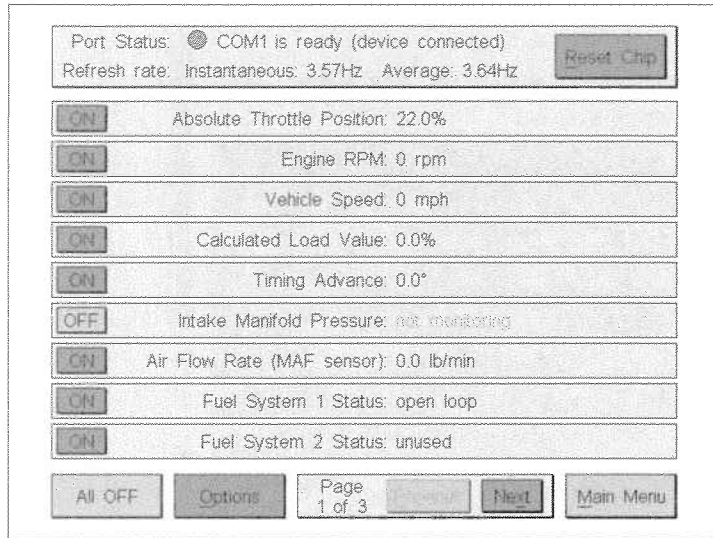 Port Status: COM1 is ready (device connected)
Reset Chip
Refresh rate: Instantaneous: 3.57Hz Average: 3.64Hz
ON Absolute Throttle Position: 22.0%
ON Engine RPM: 0 rpm
ON Vehicle Speed: 0 mph
ON Calculated Load Value: 0.0%
ON Timing Advance: 0.0°
OFF Intake Manifold Pressure: not monitoring
ON Air Flow Rate (MAF sensor): 0.0 lb/min
ON Fuel System 1 Status: open loop
ON Fuel System 2 Status: unused
All OFF Options Page 1 of 3 Previous Next Main Menu